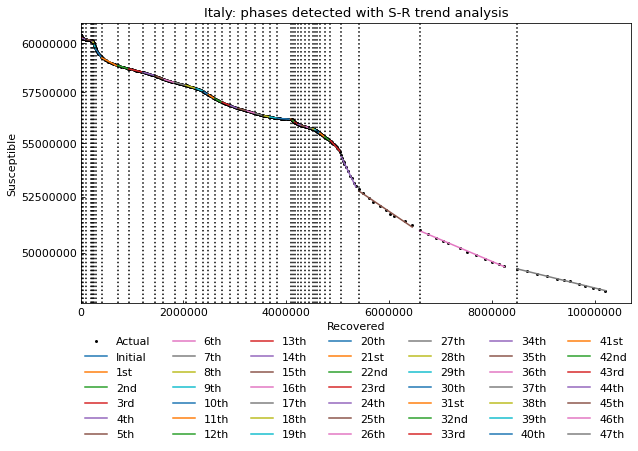 Italy: phases detected with S-R trend analysis
60000000
57500000
55000000
52500000
50000000
Susceptible
0 2000000 4000000 6000000 8000000 10000000
Recovered
Actual 6th 13th 20th 27th 34th 41st
Initial 7th 14th 21st 28th 35th 42nd
1st 8th 15th 22nd 29th 36th 43rd
2nd 9th 16th 23rd 30th 37th 44th
3rd 10th 17th 24th 31st 38th 45th
4th 11th 18th 25th 32nd 39th 46th
5th 12th 19th 26th 33rd 40th 47th